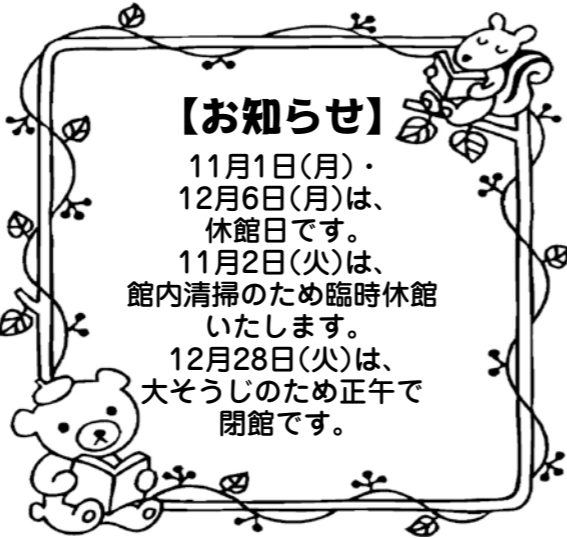 【お知らせ】
11月1日(月)・
12月6日(月)は、
休館日です。
11月2日(火)は、
館内清掃のため臨時休館
いたします。
12月28日(火)は、
大そうじのため正午で
閉館です。